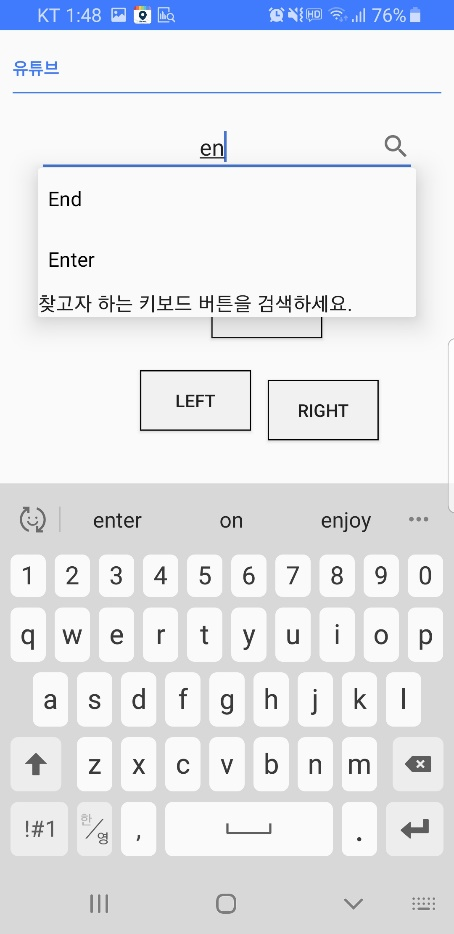 KT 1:48 HD 76%
유튜브
en
End
Enter
찾고자 하는 키보드 버튼을 검색하세요.
LEFT
RIGHT
enter on enjoy
1 2 3 4 5 6 7 8 9 0
q w e r t y u i o p
a s d f g h j k l
z x c v b n m
!#1 한/영 , .